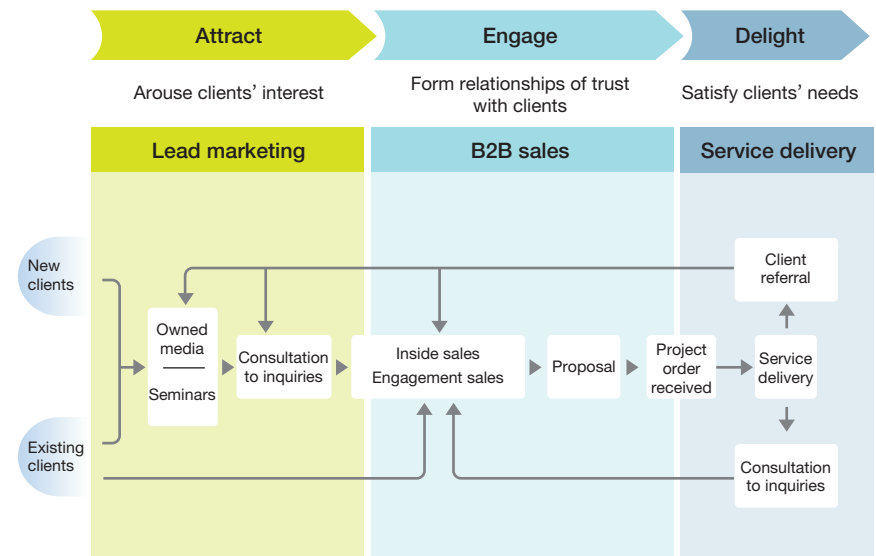 Attract
Engage
Delight
Arouse clients’ interest
Form relationships of trust
with clients
Satisfy clients’ needs
Lead marketing
B2B sales
Service delivery
New
clients
Existing
clients
Owned
media
Seminars
Consultation
to inquiries
Inside sales
Engagement sales
Proposal
Project
order
received
Service
delivery
Client
referral
Consultation
to inquiries